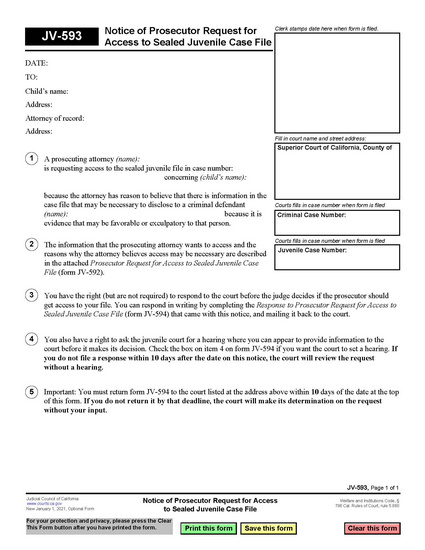 JV-593
Notice of Prosecutor Request for
Access to Sealed Juvenile Case File
Clerk stamps date here when form is filed.
DATE:
TO:
Child's name:
Address:
Attorney of record:
Address:
Fill in court name and street address:
Superior Court of California, County of
Courts fills in case number when form is filed
Criminal Case Number:
Courts fills in case number when form is filed
Juvenile Case Number:
1 A prosecuting attorney (name):
is requesting access to the sealed juvenile file in case number:
concerning (child's name):
because the attorney has reason to believe that there is information in the
case file that may be necessary to disclose to a criminal defendant
(name): because it is
evidence that may be favorable or exculpatory to that person.
2 The information that the prosecuting attorney wants to access and the
reasons why the attorney believes access may be necessary are described
in the attached Prosecutor Request for Access to Sealed Juvenile Case
File (form JV-592).
3 You have the right (but are not required) to respond to the court before the judge decides if the prosecutor should
get access to your file. You can respond in writing by completing the Response to Prosecutor Request for Access to
Sealed Juvenile Case File (form JV-594) that came with this notice, and mailing it back to the court.
4 You also have a right to ask the juvenile court for a hearing where you can appear to provide information to the
court before it makes its decision. Check the box on item 4 on form JV-594 if you want the court to set a hearing. If
you do not file a response within 10 days after the date on this notice, the court will review the request
without a hearing.
5 Important: You must return form JV-594 to the court listed at the address above within 10 days of the date at the top
of this form. If you do not return it by that deadline, the court will make its determination on the request
without your input.
JV-593, Page 1 of 1
Judicial Council of California
www.courts.ca.gov
New January 1, 2021, Optional Form
Notice of Prosecutor Request for Access
to Sealed Juvenile Case File
Welfare and Institutions Code, §
786 Cal. Rules of Court, rule 5.860
For your protection and privacy, please press the Clear
This Form button after you have printed the form.
Print this form
Save this form
Clear this form